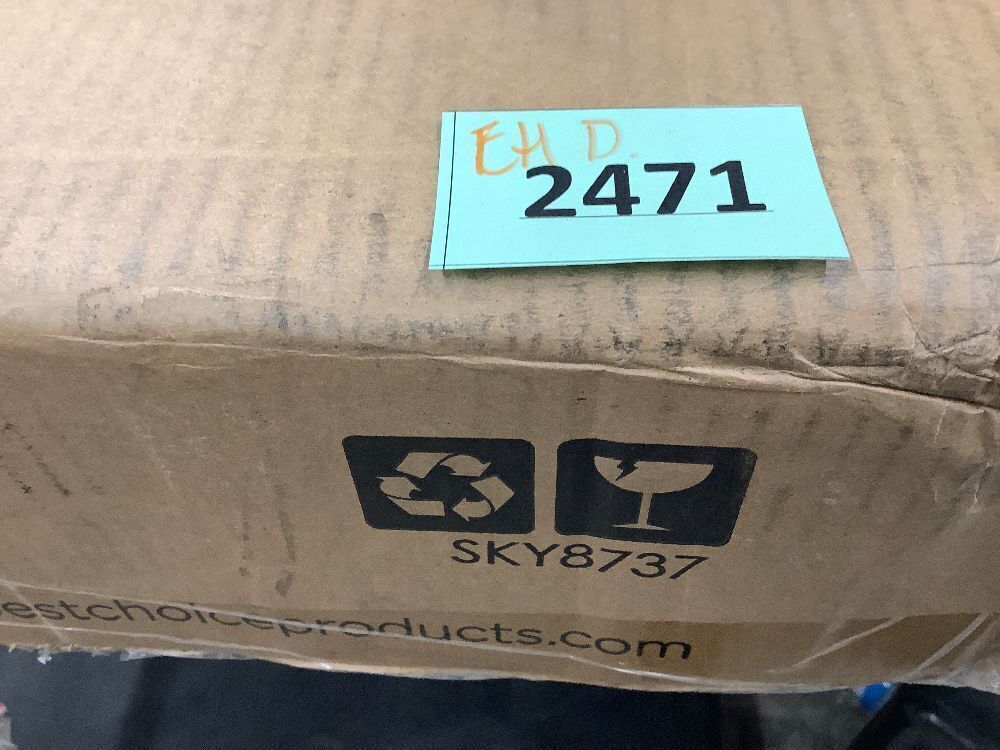 EH D.
2471
SKY8737
estchoiceproducts.com